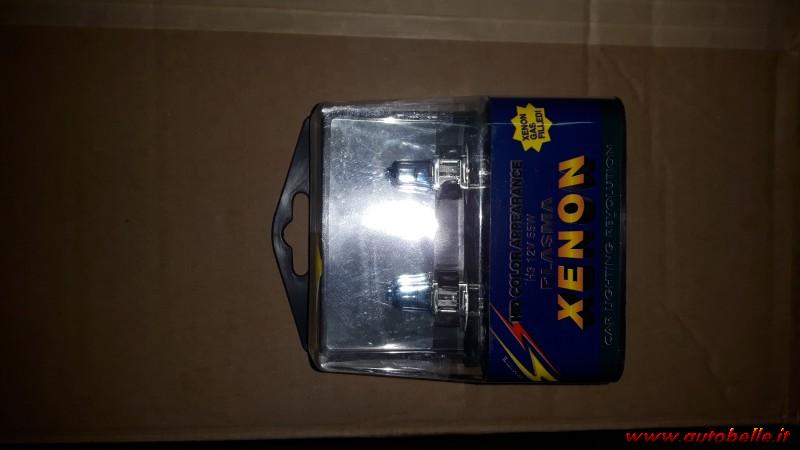 XENON
GAS
FILLED!
HID COLOR APPEARANCE
H3 12V 55W
PLASMA
XENON
CAR LIGHTING REVOLUTION
www.autobelle.it